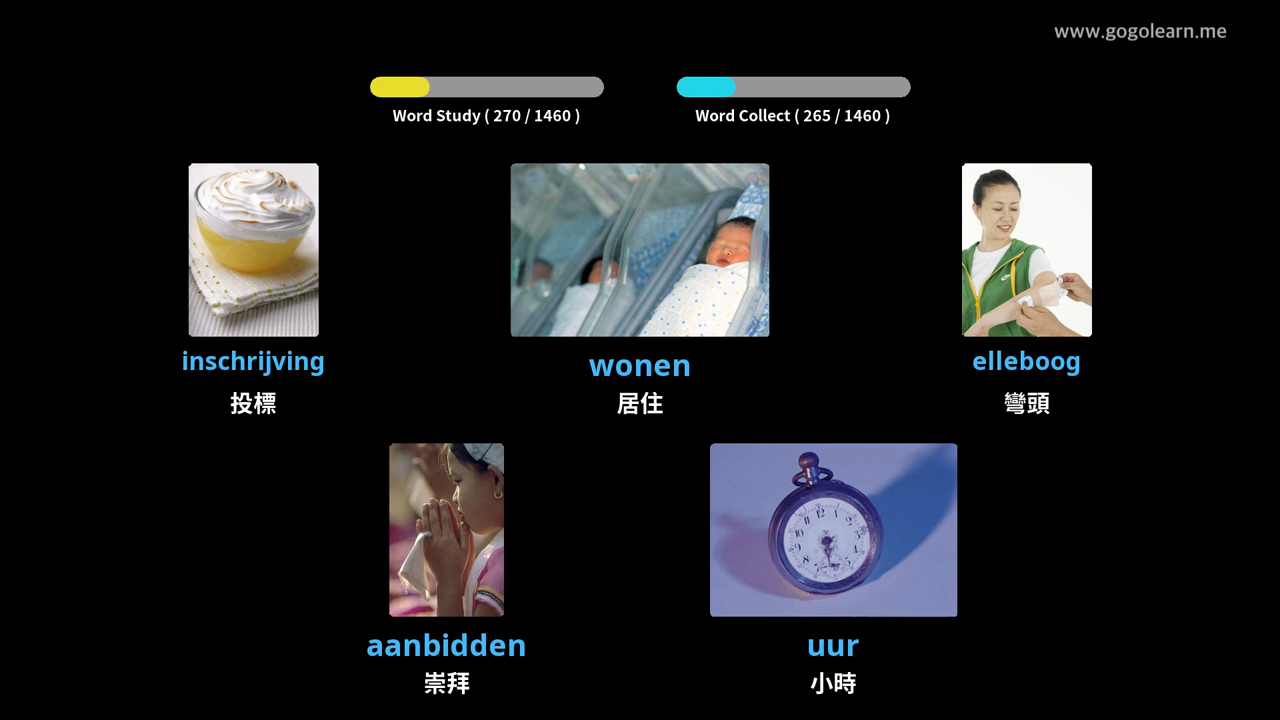 www.gogolearn.me
Word Study ( 270 / 1460 )
Word Collect ( 265 / 1460 )
inschrijving
投標
wonen
居住
elleboog
彎頭
aanbidden
崇拜
uur
小時